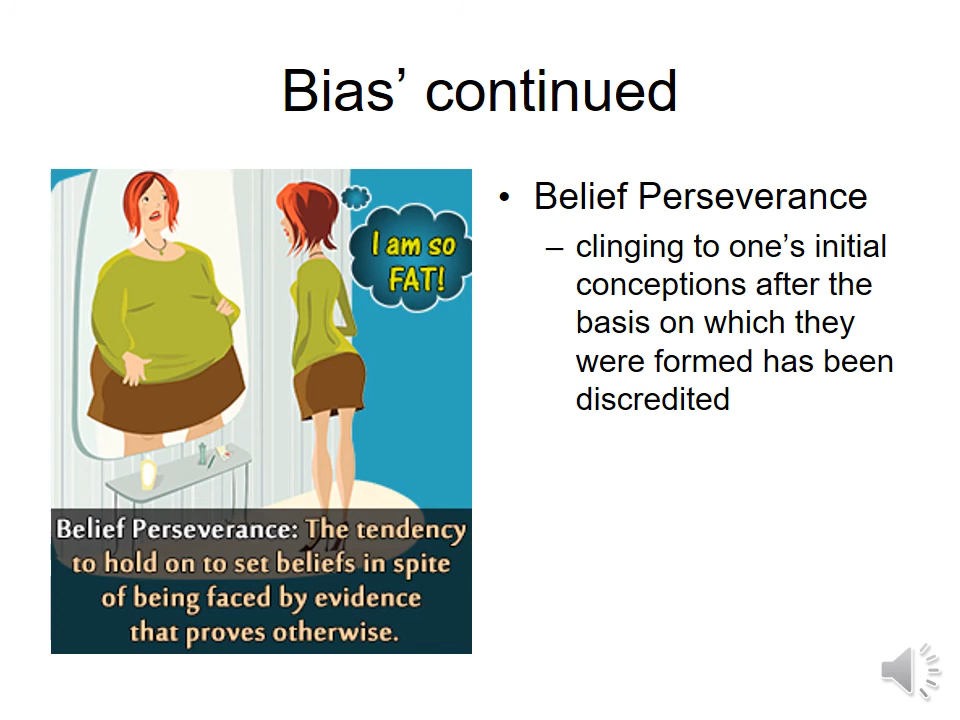 Bias’ continued
I am so
FAT!
Belief Perseverance: The tendency
to hold on to set beliefs in spite
of being faced by evidence
that proves otherwise.
• Belief Perseverance
– clinging to one’s initial
conceptions after the
basis on which they
were formed has been
discredited